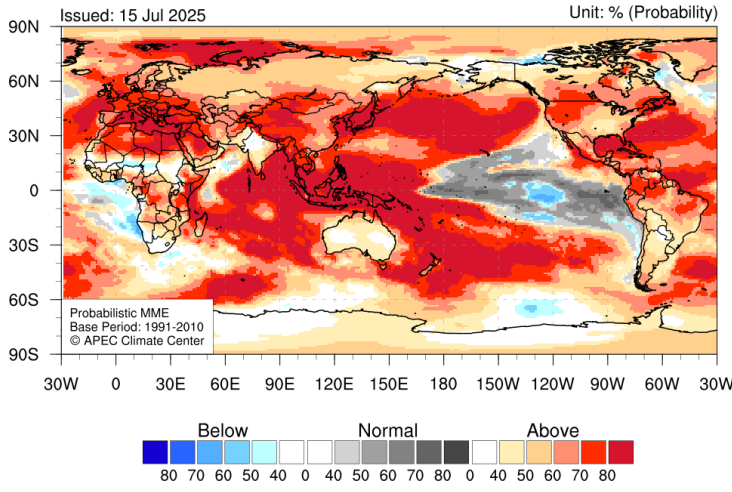 Issued: 15 Jul 2025
Unit: % (Probability)
90N
60N
30N
0
30S
60S
90S
Probabilistic MME
Base Period: 1991-2010
© APEC Climate Center
30W 0 30E 60E 90E 120E 150E 180 150W 120W 90W 60W 30W
Below Normal Above
80 70 60 50 40 0 40 50 60 70 80 0 40 50 60 70 80